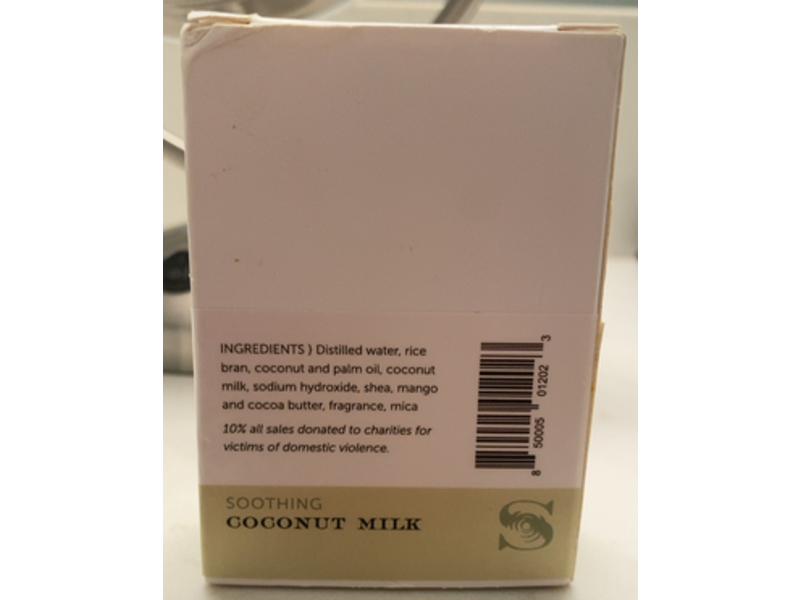 INGREDIENTS ) Distilled water, rice
bran, coconut and palm oil, coconut
milk, sodium hydroxide, shea, mango
and cocoa butter, fragrance, mica
10% all sales donated to charities for
victims of domestic violence.
8 50005 01202 3
SOOTHING
COCONUT MILK
S